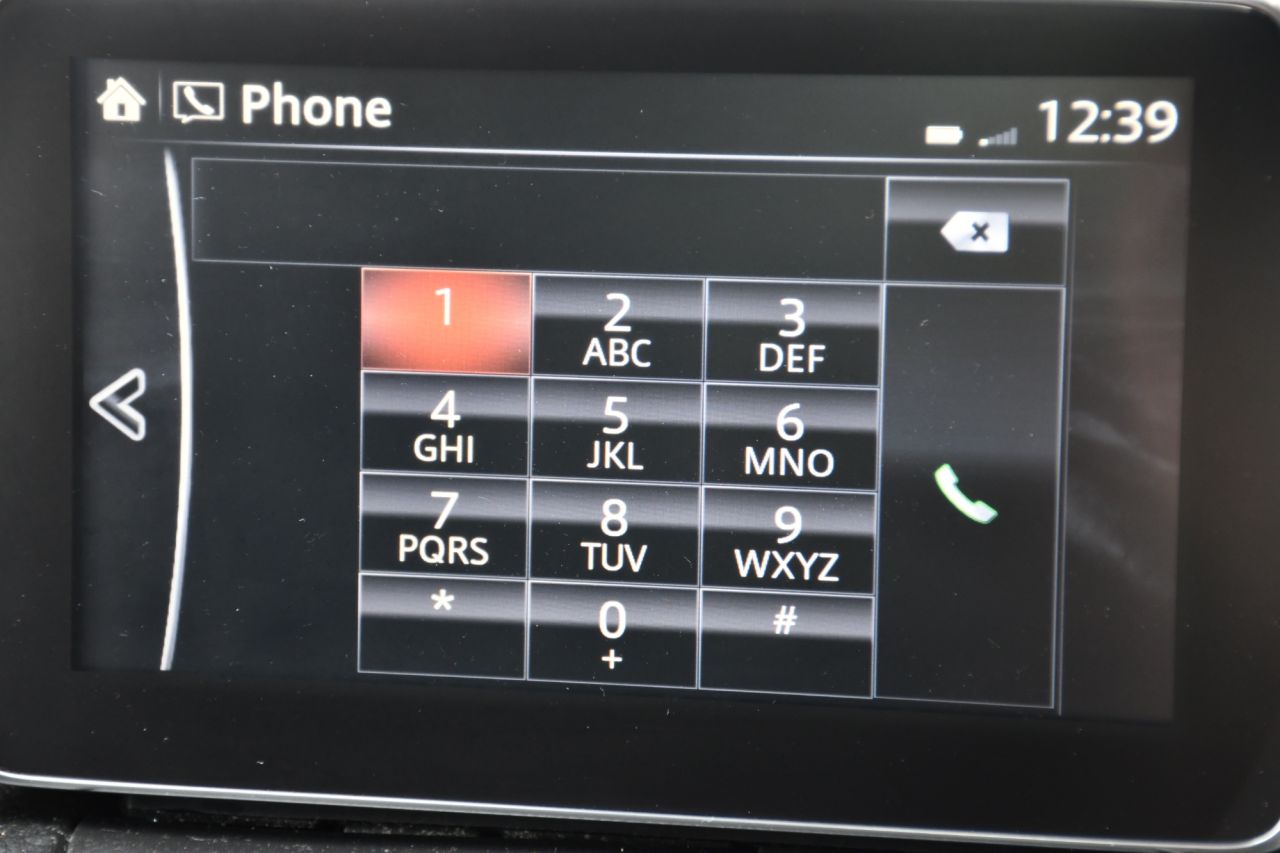 Phone
12:39
1
2
ABC
3
DEF
4
GHI
5
JKL
6
MNO
7
PQRS
8
TUV
9
WXYZ
*
0
+
#